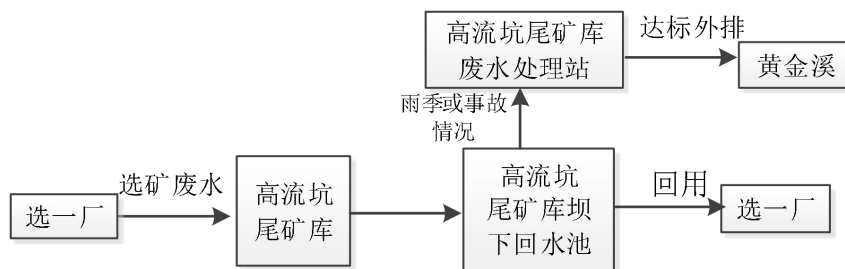 高流坑尾矿库
废水处理站
达标外排
黄金溪
雨季或事故
情况
选一厂
选矿废水
高流坑
尾矿库
高流坑
尾矿库坝
下回水池
回用
选一厂